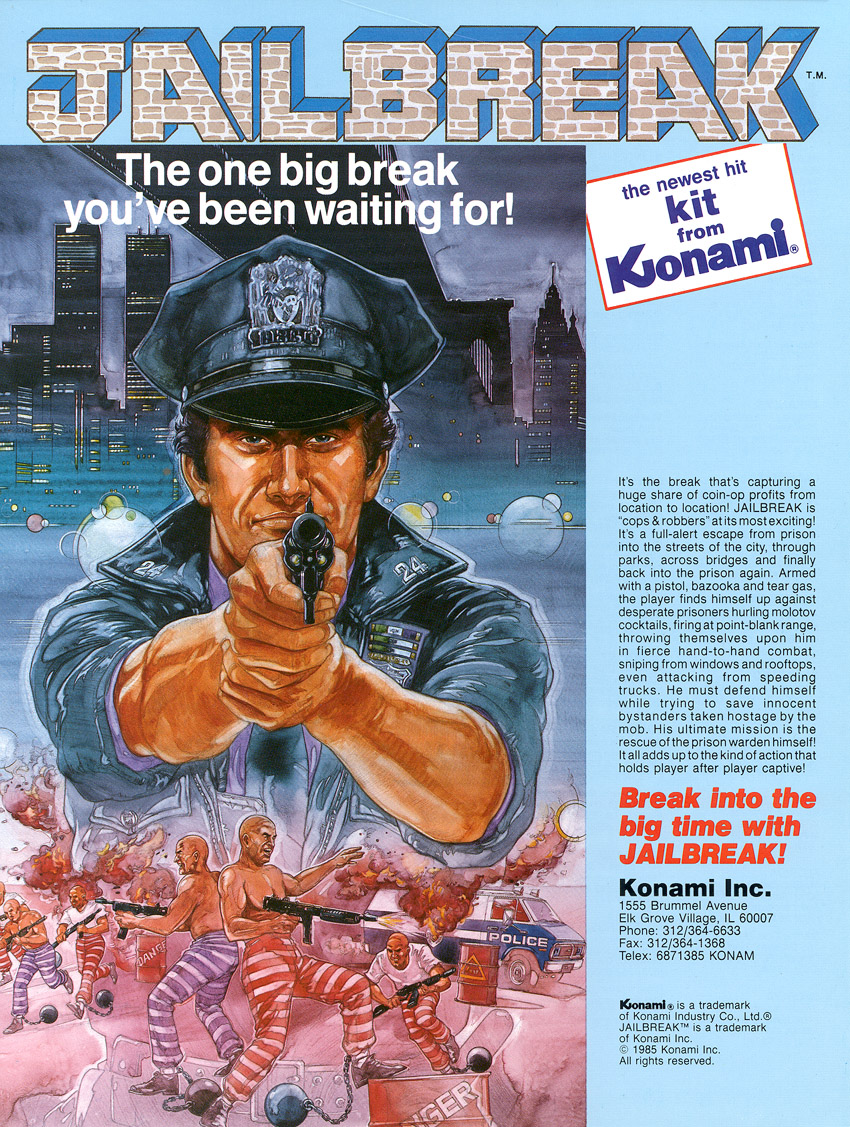 JAILBREAK T.M.
The one big break
you've been waiting for!
the newest hit
kit
from
Konami®
24
24
It's the break that's capturing a
huge share of coin-op profits from
location to location! JAILBREAK is
"cops & robbers" at its most exciting!
It's a full-alert escape from prison
into the streets of the city, through
parks, across bridges and finally
back into the prison again. Armed
with a pistol, bazooka and tear gas,
the player finds himself up against
desperate prisoners hurling molotov
cocktails, firing at point-blank range,
throwing themselves upon him
in fierce hand-to-hand combat,
sniping from windows and rooftops,
even attacking from speeding
trucks. He must defend himself
while trying to save innocent
bystanders taken hostage by the
mob. His ultimate mission is the
rescue of the prison warden himself!
It all adds up to the kind of action that
holds player after player captive!
Break into the
big time with
JAILBREAK!
Konami Inc.
1555 Brummel Avenue
Elk Grove Village, IL 60007
Phone: 312/364-6633
Fax: 312/364-1368
Telex: 6871385 KONAM
POLICE
DANGE
GER
Konami® is a trademark
of Konami Industry Co., Ltd.®
JAILBREAK™ is a trademark
of Konami Inc.
© 1985 Konami Inc.
All rights reserved.